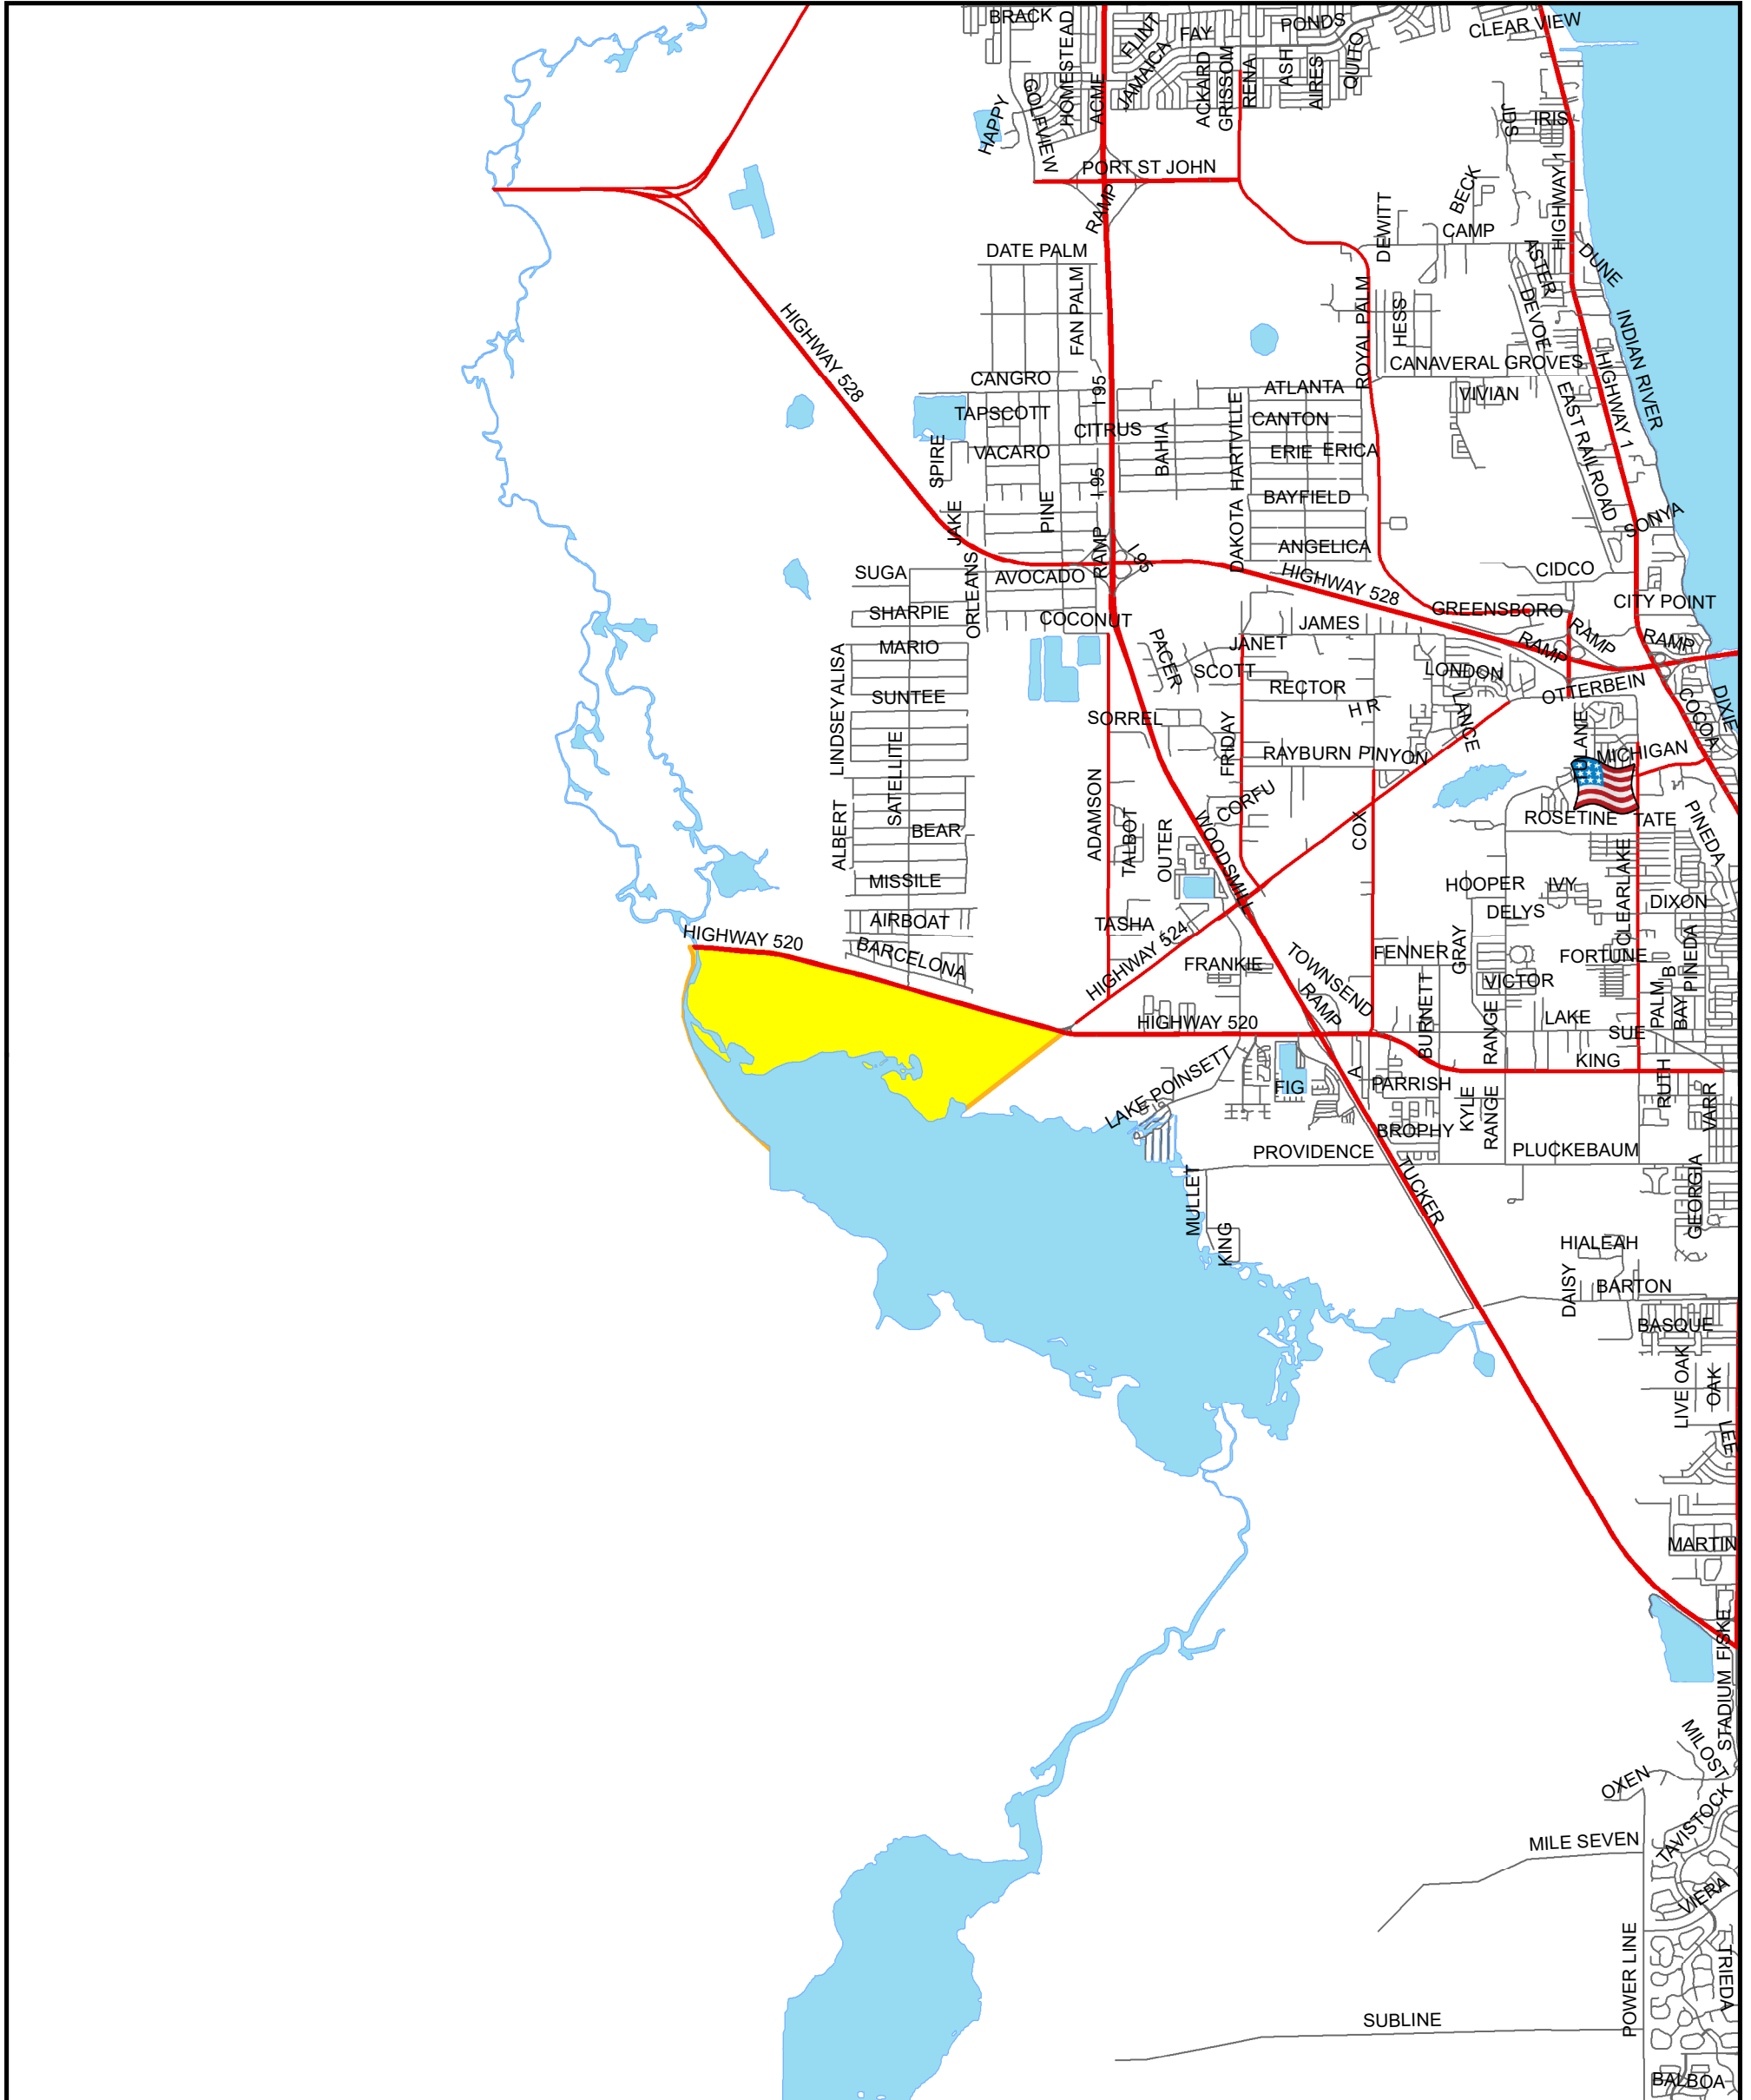 BRACK
HOMESTEAD
FLINT
FAY
PONDS
CLEAR VIEW
JAMAICA
ACKARD
GRISSOM
RENA
ASH
AIRES
QUITO
ACME
GOLFVIEW
HAPPY
JDS
IRIS
PORT ST JOHN
HIGHWAY 1
BECK
RAMP
DEWITT
CAMP
DATE PALM
ASTER
DUNE
FAN PALM
HIGHWAY 528
ROYAL PALM
HESS
DEVOE
INDIAN RIVER
CANAVERAL GROVES
CANGRO
I 95
ATLANTA
VIVIAN
HIGHWAY 1
TAPSCOTT
CANTON
CITRUS
BAHIA
HARTVILLE
EAST RAILROAD
SPIRE
VACARO
ERIE
ERICA
I 95
PINE
BAYFIELD
JAKE
DAKOTA
SONYA
RAMP
I 95
ANGELICA
SUGA
ORLEANS
AVOCADO
HIGHWAY 528
CIDCO
SHARPIE
COCONUT
GREENSBORO
CITY POINT
JAMES
MARIO
PACER
JANET
RAMP
RAMP
RAMP
LINDSEY
ALISA
SCOTT
LONDON
SUNTEE
RECTOR
OTTERBEIN
H R
LANCE
COCOA
DIXIE
SORREL
TULANE
SATELLITE
FRIDAY
RAYBURN
PINYON
MICHIGAN
ADAMSON
CORFU
ALBERT
BEAR
TALBOT
OUTER
WOODSMILL
COX
ROSETINE
TATE
PINEDA
MISSILE
HOOPER
IVY
CLEARLAKE
DIXON
AIRBOAT
TASHA
DELYS
HIGHWAY 520
BARCELONA
HIGHWAY 524
FRANKIE
TOWNSEND
FENNER
GRAY
FORTUNE
PINEDA
B
VICTOR
RAMP
BURNETT
RANGE
LAKE
PALM
BAY
HIGHWAY 520
SUE
KING
LAKE POINSETT
FIG
A
PARRISH
RUTH
VARR
KYLE
RANGE
BROPHY
PROVIDENCE
PLUCKEBAUM
MULLET
TUCKER
GEORGIA
KING
HIALEAH
DAISY
BARTON
BASQUE
LIVE OAK
OAK
LEE
MARTIN
FISKE
STADIUM
MILOST
OXEN
TAVISTOCK
MILE SEVEN
VIERA
POWER LINE
TRIEDA
SUBLINE
BALBOA